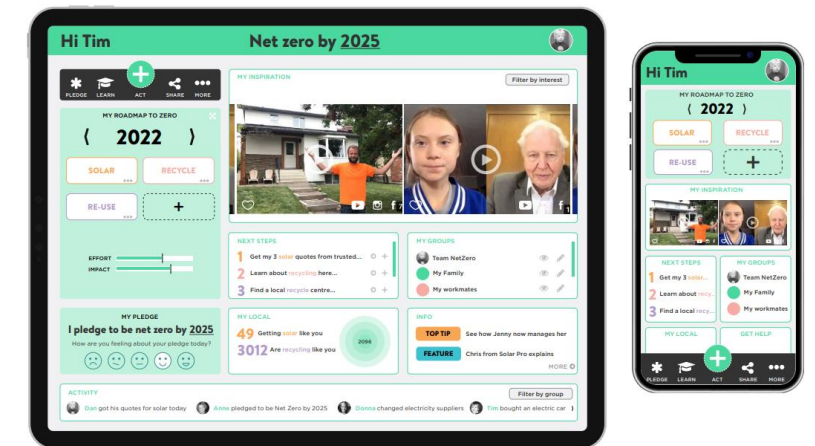 Hi Tim
Net zero by 2025
PLEDGE LEARN ACT SHARE MORE
MY ROADMAP TO ZERO
2022
SOLAR
RECYCLE
RE-USE
EFFORT
IMPACT
MY PLEDGE
I pledge to be net zero by 2025
How are you feeling about your pledge today?
MY INSPIRATION
Filter by interest
NEXT STEPS
1 Get my 3 solar quotes from trusted...
2 Learn about recycling here...
3 Find a local recycle centre...
MY GROUPS
Team NetZero
My Family
My workmates
MY LOCAL
49 Getting solar like you
3012 Are recycling like you
2096
INFO
TOP TIP See how Jenny now manages her
FEATURE Chris from Solar Pro explains
MORE
ACTIVITY
Filter by group
Dan got his quotes for solar today Anne pledged to be Net Zero by 2025 Donna changed electricity suppliers Tim bought an electric car
Hi Tim
MY ROADMAP TO ZERO
2022
SOLAR
RECYCLE
RE-USE
MY INSPIRATION
NEXT STEPS
1 Get my 3 solar...
2 Learn about recy...
3 Find a local recy...
MY GROUPS
Team NetZero
My Family
My workmates
MY LOCAL
GET HELP
PLEDGE LEARN ACT SHARE MORE